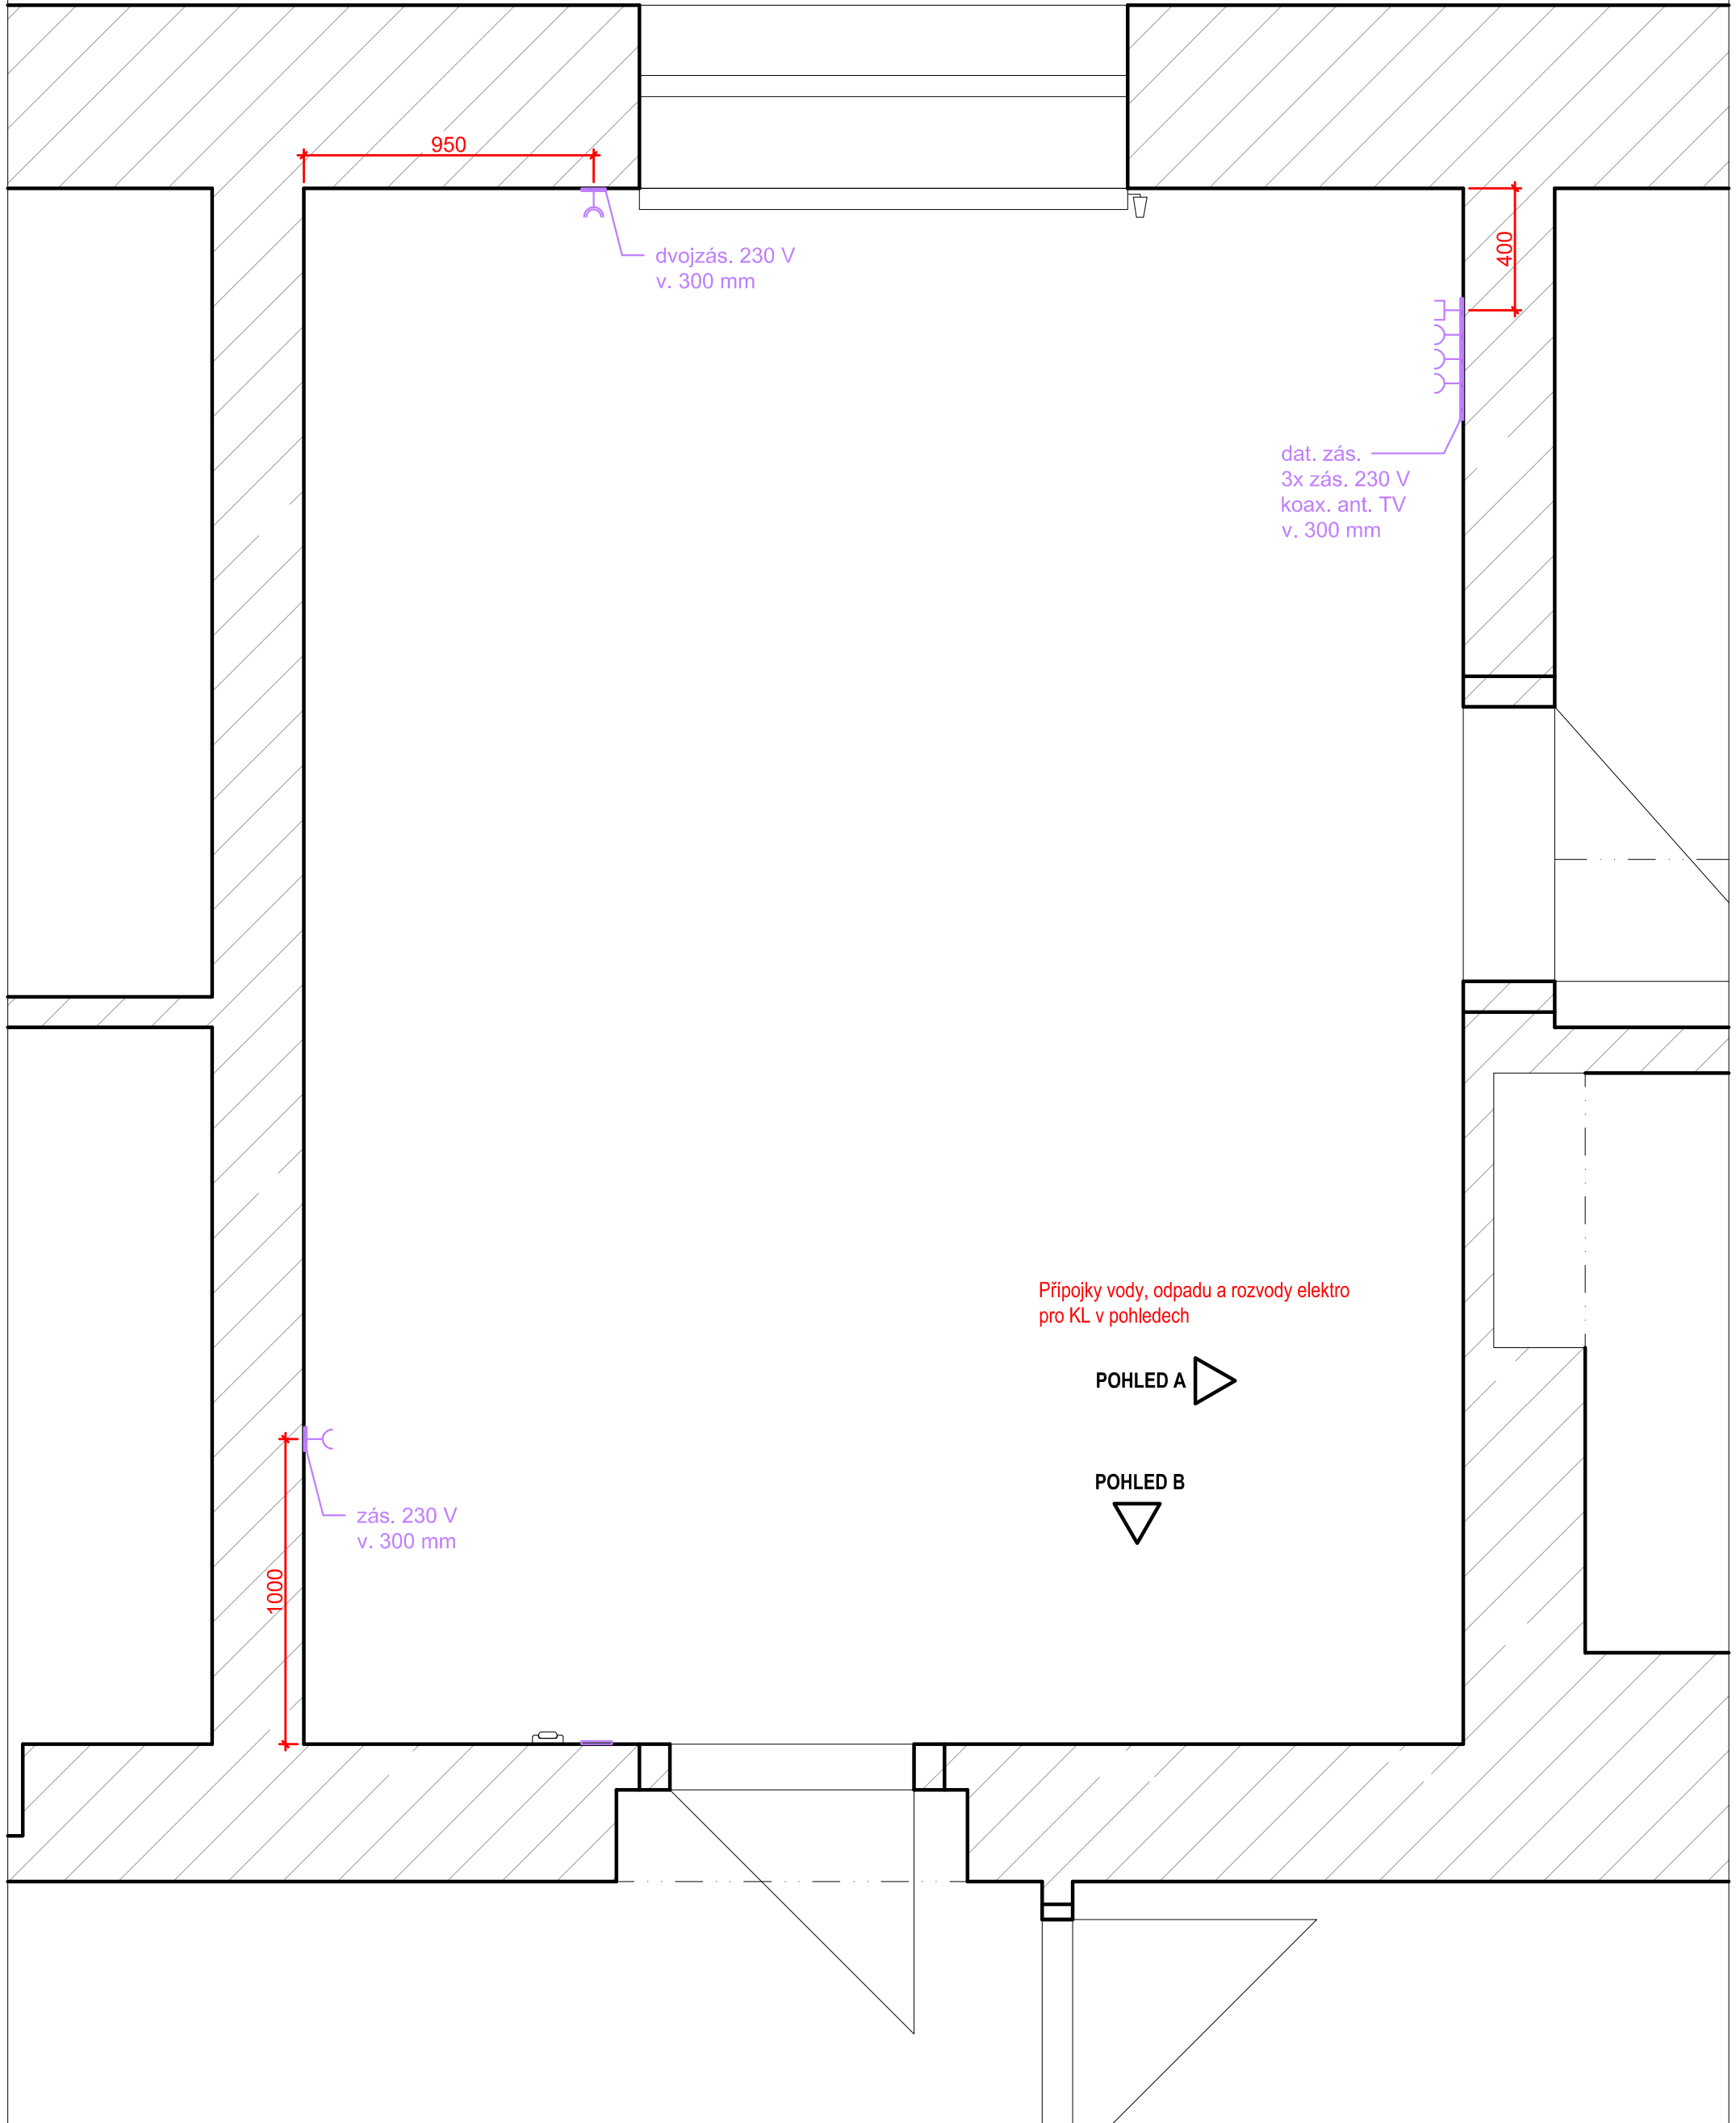 950
dvojzás. 230 V
v. 300 mm
400
dat. zás.
3x zás. 230 V
koax. ant. TV
v. 300 mm
Přípojky vody, odpadu a rozvody elektro
pro KL v pohledech
POHLED A
POHLED B
zás. 230 V
v. 300 mm
1000